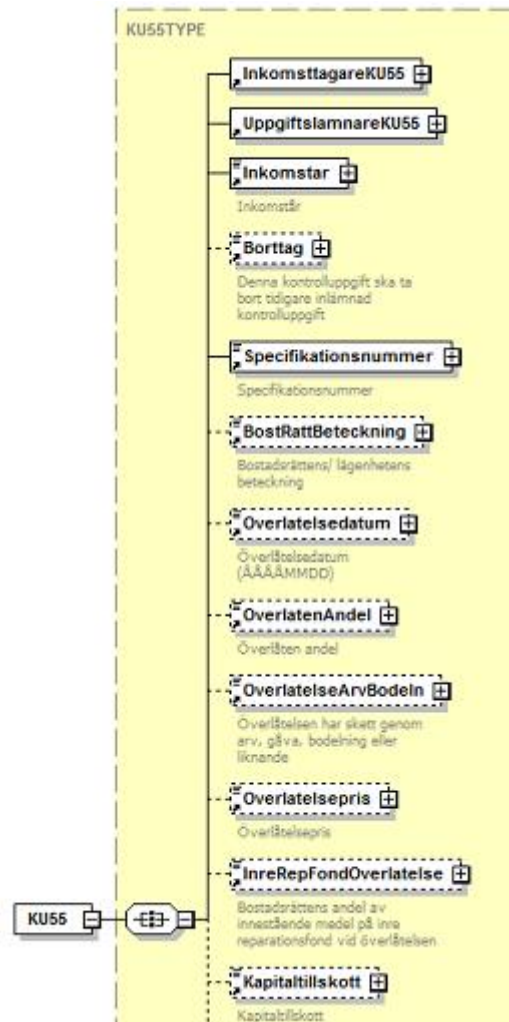 KU55TYPE
InkomsttagareKU55
UppgiftslamnareKU55
Inkomstar
Inkomstår
Borttag
Denna kontrolluppgift ska ta
bort tidigare inlämnad
kontrolluppgift
Specifikationsnummer
Specifikationsnummer
BostRattBeteckning
Bostadsrättens/ lägenhetens
beteckning
Overlatelsedatum
Överlåtelsedatum
(ÅÅÅÅMMDD)
OverlatenAndel
Överlåten andel
OverlatelseArvBodeln
Överlåtelsen har skett genom
arv, gåva, bodelning eller
liknande
Overlatelsepris
Överlåtelsepris
InreRepFondOverlatelse
Bostadsrättens andel av
innestående medel på inre
reparationsfond vid överlåtelsen
KU55
Kapitaltillskott
Kapitaltillskott